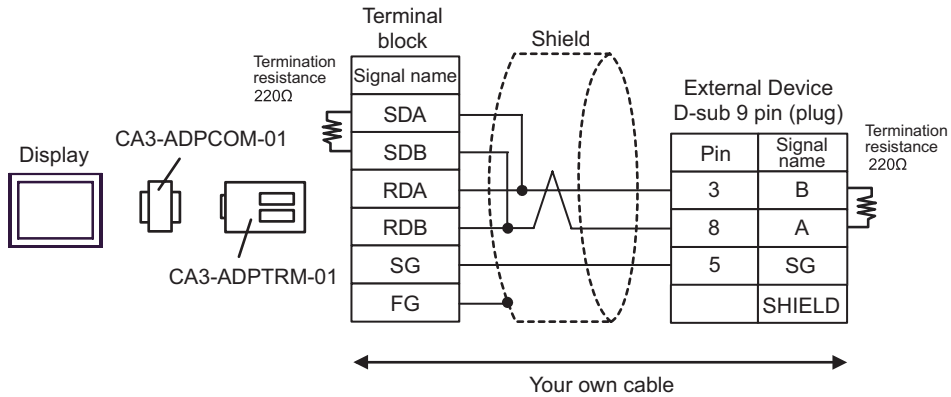 Terminal
block
Shield
Termination
resistance
220Ω
Signal name
External Device
D-sub 9 pin (plug)
SDA
Termination
resistance
220Ω
CA3-ADPCOM-01
Display
SDB
Pin
Signal
name
RDA
3
B
RDB
8
A
SG
5
SG
CA3-ADPTRM-01
FG
SHIELD
Your own cable